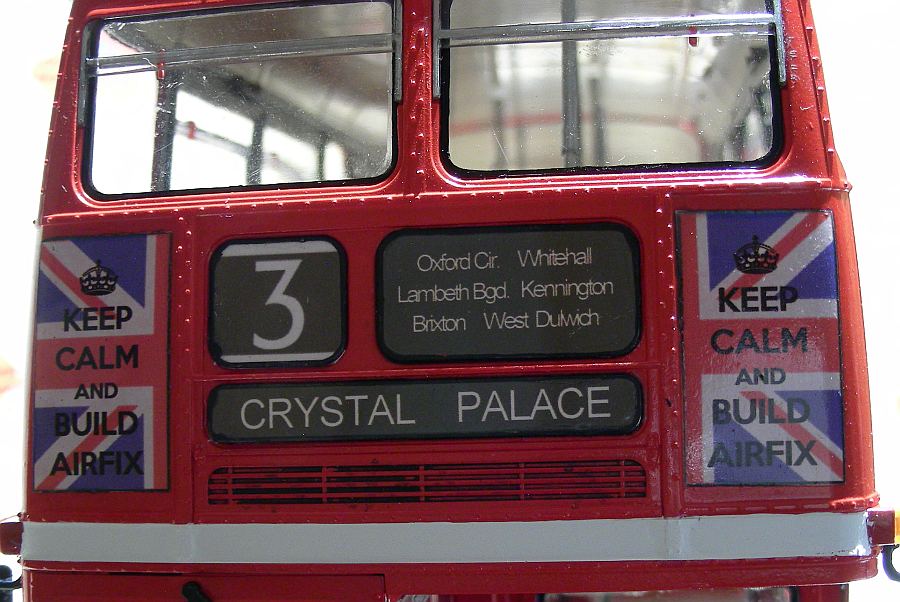 KEEP
CALM
AND
BUILD
AIRFIX
3
Oxford Cir. Whitehall
Lambeth Bgd. Kennington
Brixton West Dulwich
CRYSTAL PALACE
KEEP
CALM
AND
BUILD
AIRFIX